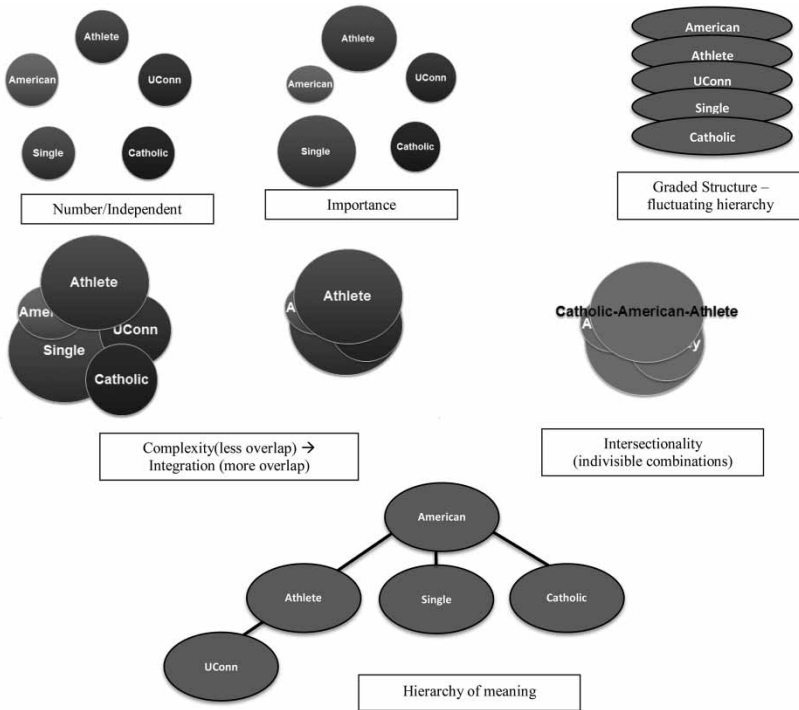 Athlete
American
UConn
Single
Catholic
Number/Independent
Athlete
American
UConn
Single
Catholic
Importance
American
Athlete
UConn
Single
Catholic
Graded Structure –
fluctuating hierarchy
Athlete
Amer
UConn
Single
Catholic
Athlete
A
Complexity(less overlap) →
Integration (more overlap)
Catholic-American-Athlete
A
y
Intersectionality
(indivisible combinations)
American
Athlete
Single
Catholic
UConn
Hierarchy of meaning